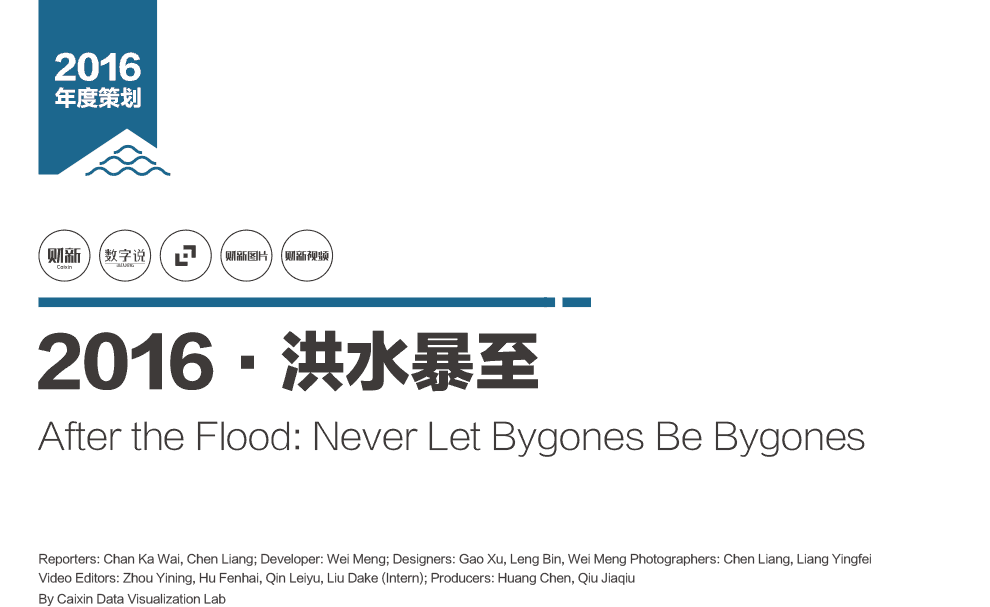 2016
年度策划
财新
Caixin
数字说
财新图片
财新视频
2016 · 洪水暴至
After the Flood: Never Let Bygones Be Bygones
Reporters: Chan Ka Wai, Chen Liang; Developer: Wei Meng; Designers: Gao Xu, Leng Bin, Wei Meng Photographers: Chen Liang, Liang Yingfei
Video Editors: Zhou Yining, Hu Fenhai, Qin Leiyu, Liu Dake (Intern); Producers: Huang Chen, Qiu Jiaqiu
By Caixin Data Visualization Lab